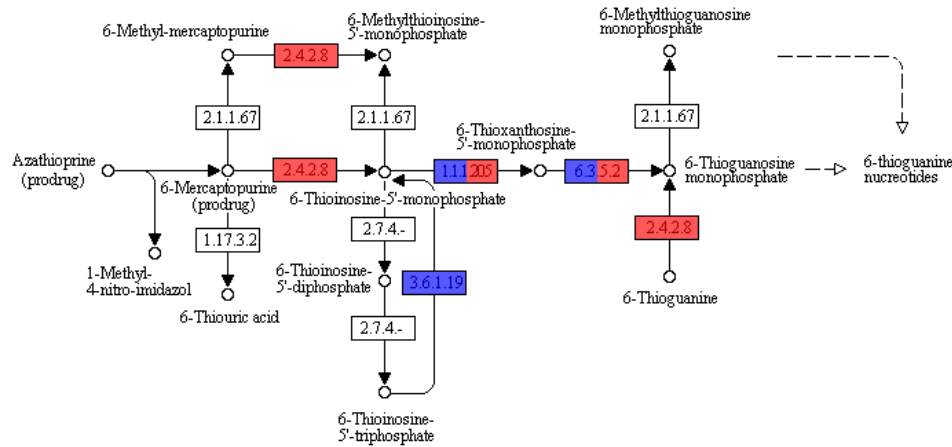 6-Methylthioinosine-
5'-monophosphate
6-Methylthioguanosine
monophosphate
6-Methyl-mercaptopurine
2.4.2.8
2.1.1.67
2.1.1.67
2.1.1.67
6-Thioxanthosine-
5'-monophosphate
Azathioprine
(prodrug)
2.4.2.8
1.1.1.205
6.3.5.2
6-Thioguanosine
monophosphate
6-thioguanine
nucreotides
6-Mercaptopurine
(prodrug)
6-Thioinosine-5'-monophosphate
2.7.4.-
2.4.2.8
1.17.3.2
1-Methyl-
4-nitro-imidazol
6-Thioinosine-
5'-diphosphate
3.6.1.19
6-Thioguanine
6-Thiouric acid
2.7.4.-
6-Thioinosine-
5'-triphosphate